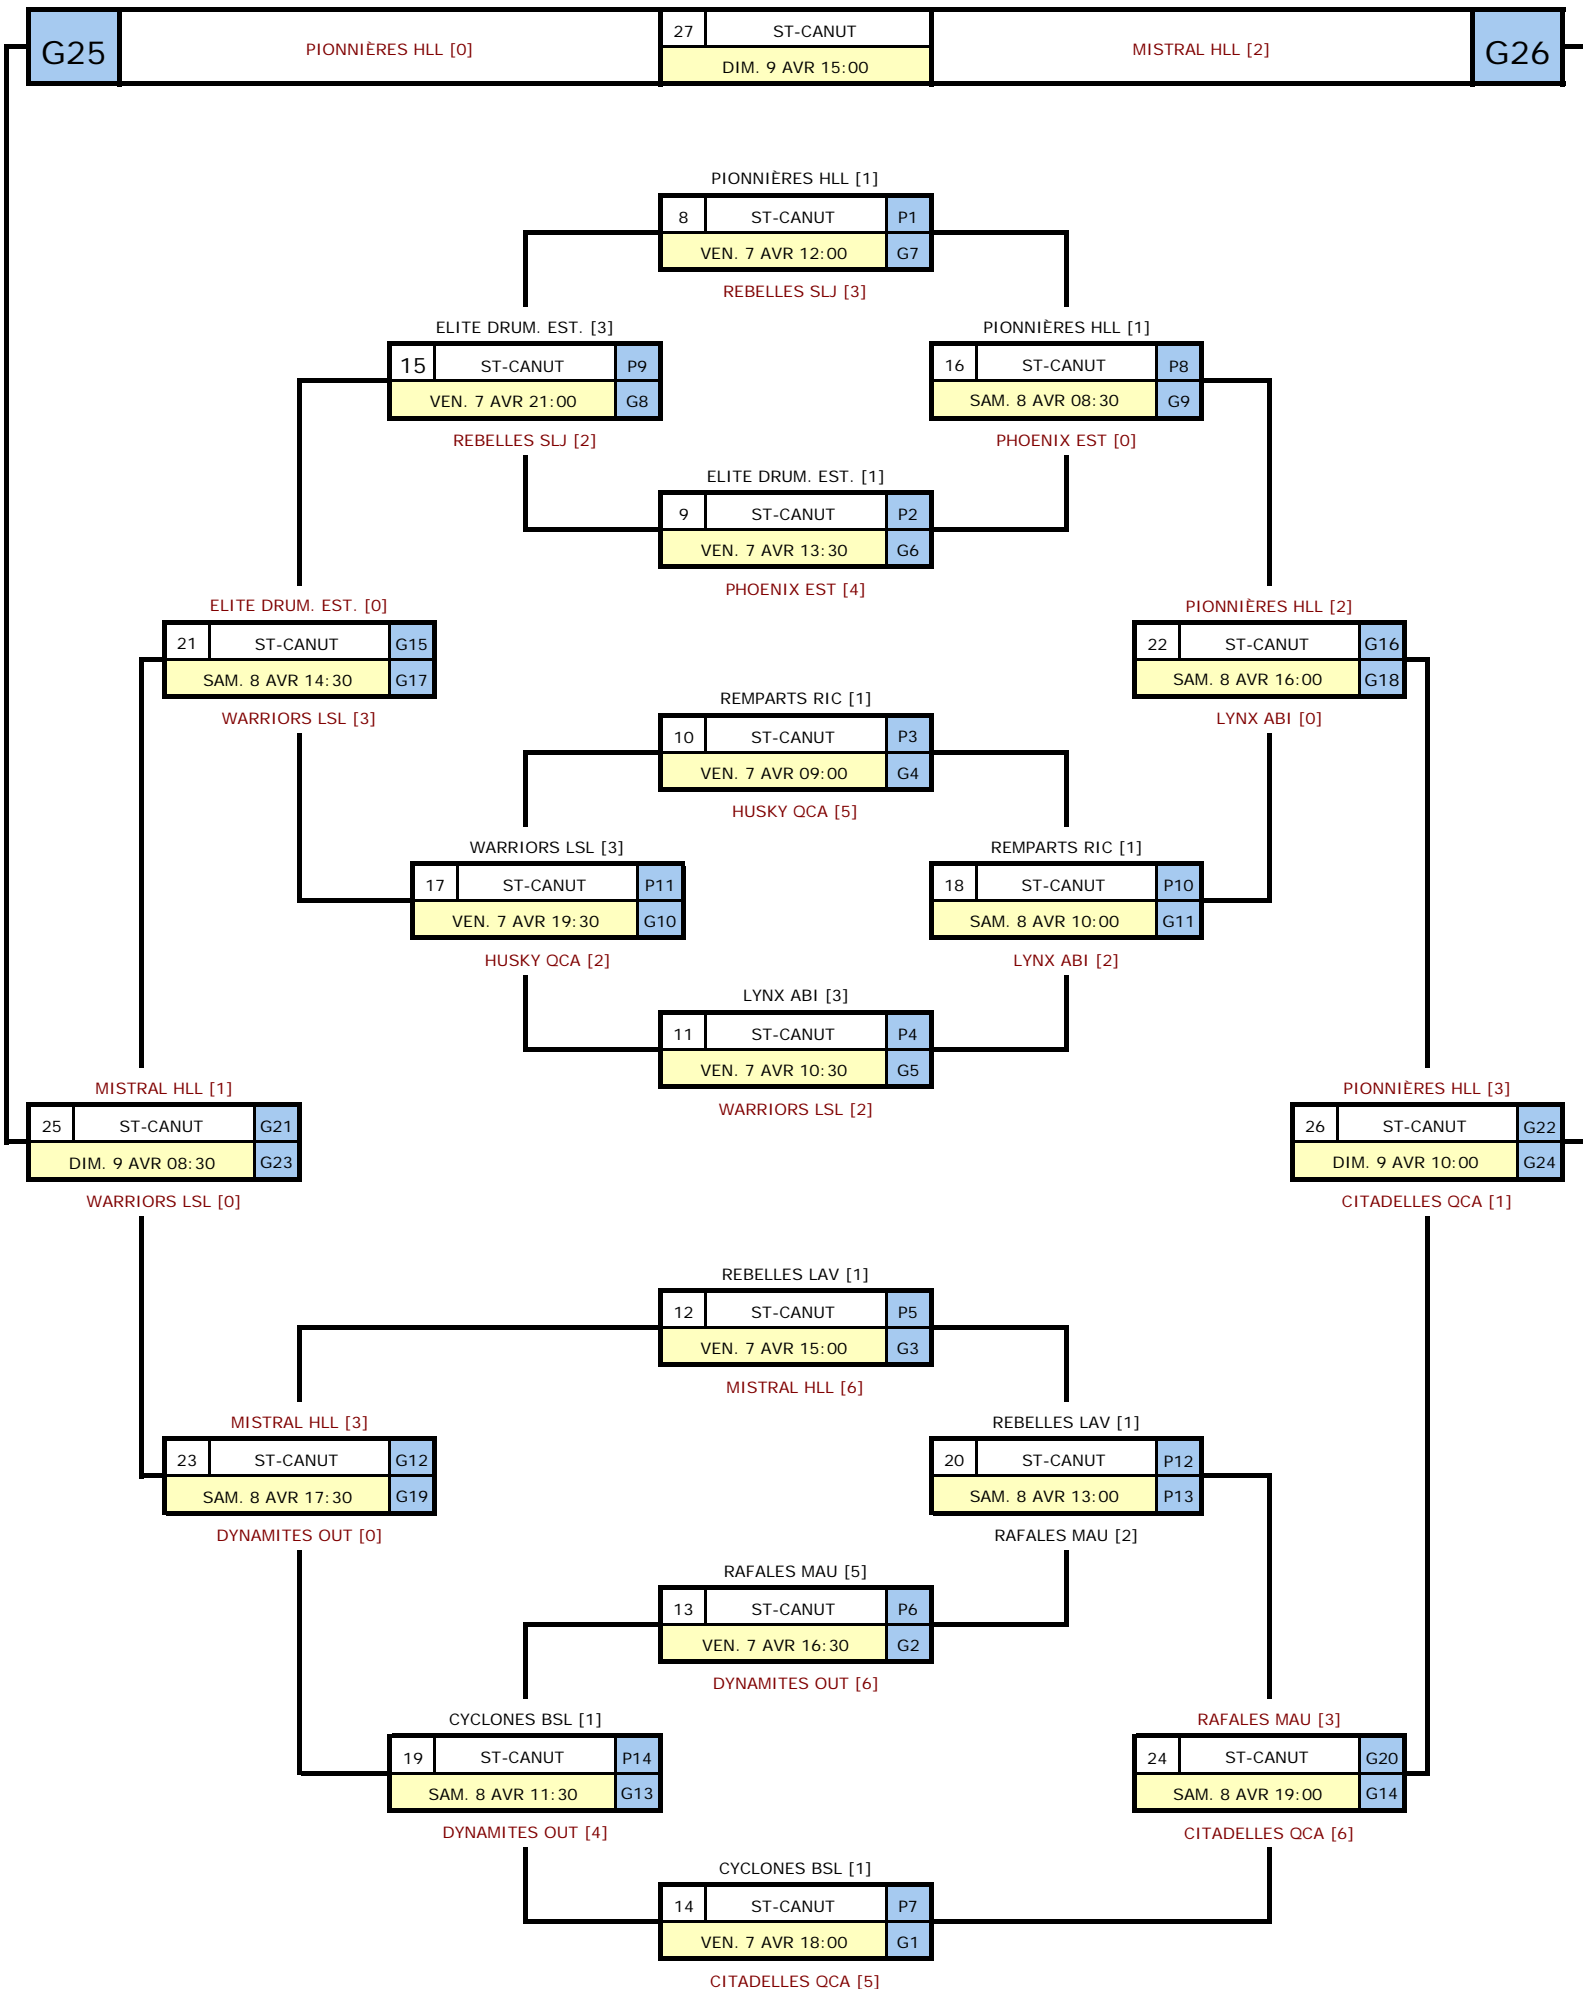 G25
PIONNIÈRES HLL [0]
27 ST-CANUT
DIM. 9 AVR 15:00
MISTRAL HLL [2]
G26
PIONNIÈRES HLL [1]
8 ST-CANUT P1
VEN. 7 AVR 12:00 G7
REBELLES SLJ [3]
ELITE DRUM. EST. [3]
15 ST-CANUT P9
VEN. 7 AVR 21:00 G8
REBELLES SLJ [2]
PIONNIÈRES HLL [1]
16 ST-CANUT P8
SAM. 8 AVR 08:30 G9
PHOENIX EST [0]
ELITE DRUM. EST. [1]
9 ST-CANUT P2
VEN. 7 AVR 13:30 G6
PHOENIX EST [4]
ELITE DRUM. EST. [0]
21 ST-CANUT G15
SAM. 8 AVR 14:30 G17
WARRIORS LSL [3]
PIONNIÈRES HLL [2]
22 ST-CANUT G16
SAM. 8 AVR 16:00 G18
LYNX ABI [0]
REMPARTS RIC [1]
10 ST-CANUT P3
VEN. 7 AVR 09:00 G4
HUSKY QCA [5]
WARRIORS LSL [3]
17 ST-CANUT P11
VEN. 7 AVR 19:30 G10
HUSKY QCA [2]
REMPARTS RIC [1]
18 ST-CANUT P10
SAM. 8 AVR 10:00 G11
LYNX ABI [2]
LYNX ABI [3]
11 ST-CANUT P4
VEN. 7 AVR 10:30 G5
WARRIORS LSL [2]
MISTRAL HLL [1]
25 ST-CANUT G21
DIM. 9 AVR 08:30 G23
WARRIORS LSL [0]
PIONNIÈRES HLL [3]
26 ST-CANUT G22
DIM. 9 AVR 10:00 G24
CITADELLES QCA [1]
REBELLES LAV [1]
12 ST-CANUT P5
VEN. 7 AVR 15:00 G3
MISTRAL HLL [6]
MISTRAL HLL [3]
23 ST-CANUT G12
SAM. 8 AVR 17:30 G19
DYNAMITES OUT [0]
REBELLES LAV [1]
20 ST-CANUT P12
SAM. 8 AVR 13:00 P13
RAFALES MAU [2]
RAFALES MAU [5]
13 ST-CANUT P6
VEN. 7 AVR 16:30 G2
DYNAMITES OUT [6]
CYCLONES BSL [1]
19 ST-CANUT P14
SAM. 8 AVR 11:30 G13
DYNAMITES OUT [4]
RAFALES MAU [3]
24 ST-CANUT G20
SAM. 8 AVR 19:00 G14
CITADELLES QCA [6]
CYCLONES BSL [1]
14 ST-CANUT P7
VEN. 7 AVR 18:00 G1
CITADELLES QCA [5]